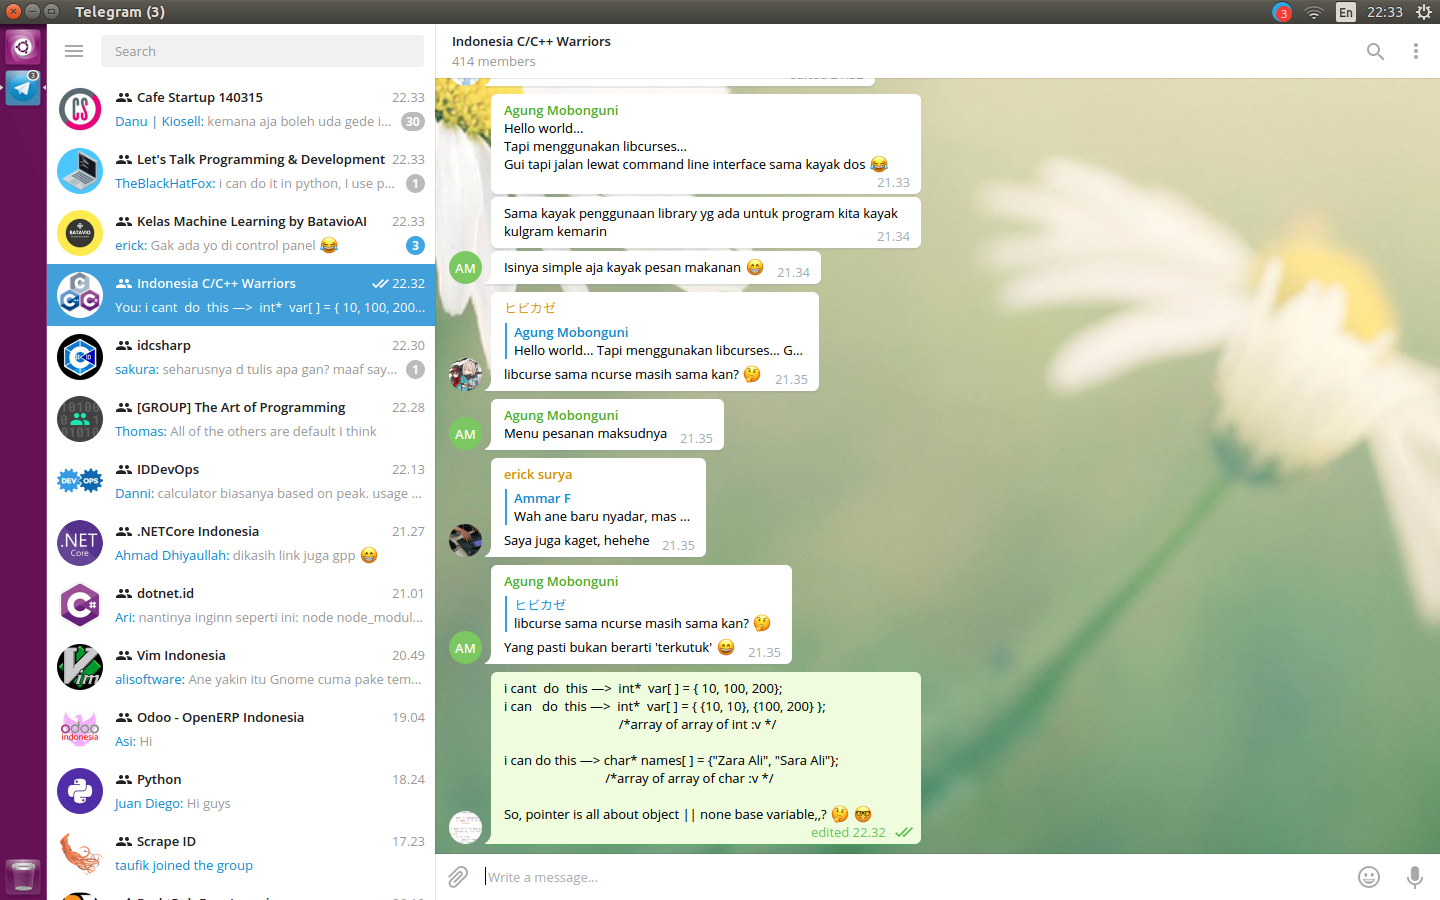 Telegram (3)
3
En
22:33
3
Search
CS
Cafe Startup 140315
22.33
Danu | Kiosell: kemana aja boleh uda gede i...
30
Let's Talk Programming & Development
22.33
TheBlackHatFox: i can do it in python, I use p...
1
BATAVIO
Kelas Machine Learning by BatavioAI
22.33
erick: Gak ada yo di control panel 😂
3
Indonesia C/C++ Warriors
22.32
You: i cant  do  this —>  int*  var[ ] = { 10, 100, 200...
idcsharp
22.30
sakura: seharusnya d tulis apa gan? maaf say...
1
[GROUP] The Art of Programming
22.28
Thomas: All of the others are default I think
DEV OPS
IDDevOps
22.13
Danni: calculator biasanya based on peak. usage ...
.NET
Core
.NETCore Indonesia
21.27
Ahmad Dhiyaullah: dikasih link juga gpp 😁
C#
dotnet.id
21.01
Ari: nantinya inginn seperti ini: node node_modul...
Vim
Vim Indonesia
20.49
alisoftware: Ane yakin itu Gnome cuma pake tem...
odoo
indonesia
Odoo - OpenERP Indonesia
19.04
Asi: Hi
Python
18.24
Juan Diego: Hi guys
Scrape ID
17.23
taufik joined the group
Indonesia C/C++ Warriors
414 members
Agung Mobonguni
Hello world...
Tapi menggunakan libcurses...
Gui tapi jalan lewat command line interface sama kayak dos 😂
21.33
Sama kayak penggunaan library yg ada untuk program kita kayak
kulgram kemarin
21.34
AM
Isinya simple aja kayak pesan makanan 😁
21.34
ヒビカゼ
Agung Mobonguni
Hello world... Tapi menggunakan libcurses... G...
libcurse sama ncurse masih sama kan? 🤔
21.35
AM
Agung Mobonguni
Menu pesanan maksudnya
21.35
erick surya
Ammar F
Wah ane baru nyadar, mas ...
Saya juga kaget, hehehe
21.35
Agung Mobonguni
ヒビカゼ
libcurse sama ncurse masih sama kan? 🤔
AM
Yang pasti bukan berarti 'terkutuk' 😄
21.35
i cant  do  this —>  int*  var[ ] = { 10, 100, 200};
i can   do  this —>  int*  var[ ] = { {10, 10}, {100, 200} };
/*array of array of int :v */
i can do this —> char* names[ ] = {"Zara Ali", "Sara Ali"};
/*array of array of char :v */
So, pointer is all about object || none base variable,,? 🤔 🤓
edited 22.32
Write a message...